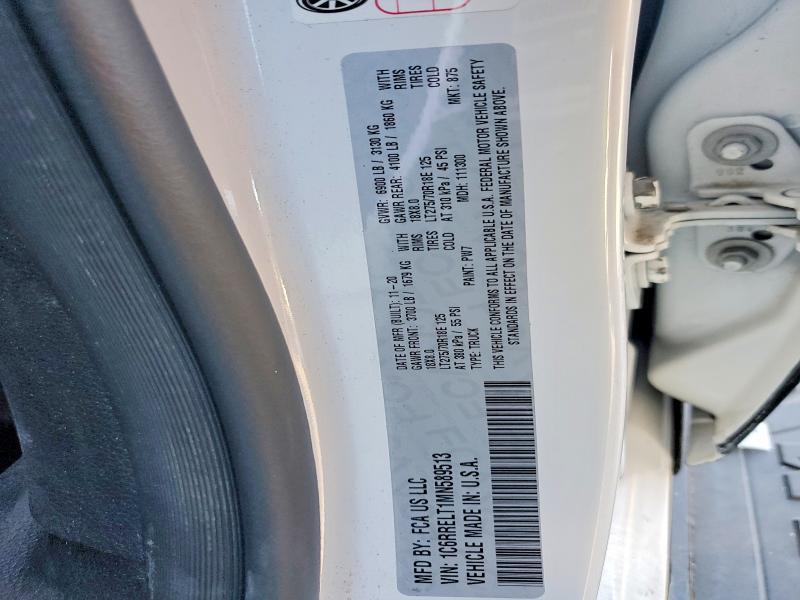 MFD BY: FCA US LLC
DATE OF MFR (BUILT): 11-20
GVWR: 6900 LB / 3130 KG
GAWR FRONT: 3700 LB / 1679 KG WITH
GAWR REAR: 4100 LB / 1860 KG WITH
18X8.0 RIMS
18X8.0 RIMS
LT275/70R18E 125 TIRES
LT275/70R18E 125 TIRES
AT 380 kPa / 55 PSI COLD
AT 310 kPa / 45 PSI COLD
VIN: 1C6RRELT1MN589513
TYPE: TRUCK
PAINT: PW7
MDH: 111300
MKT: 875
VEHICLE MADE IN: U.S.A.
THIS VEHICLE CONFORMS TO ALL APPLICABLE U.S.A. FEDERAL MOTOR VEHICLE SAFETY
STANDARDS IN EFFECT ON THE DATE OF MANUFACTURE SHOWN ABOVE.